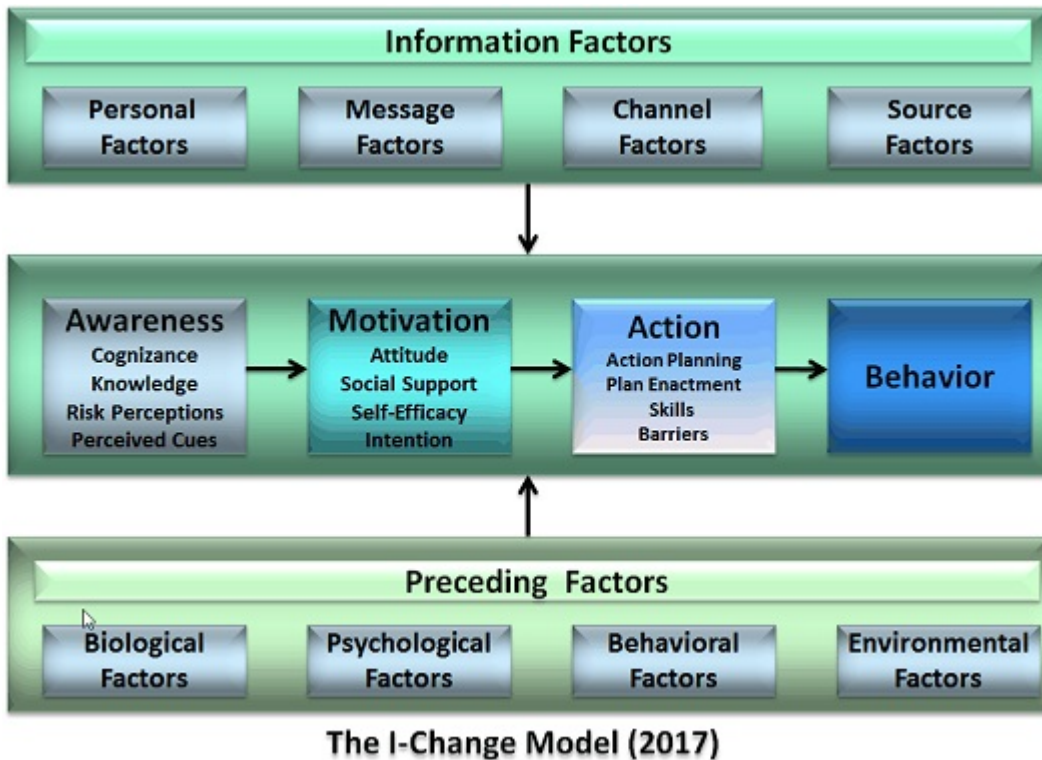 Information Factors
Personal
Factors
Message
Factors
Channel
Factors
Source
Factors
Awareness
Cognizance
Knowledge
Risk Perceptions
Perceived Cues
Motivation
Attitude
Social Support
Self-Efficacy
Intention
Action
Action Planning
Plan Enactment
Skills
Barriers
Behavior
Preceding Factors
Biological
Factors
Psychological
Factors
Behavioral
Factors
Environmental
Factors
The I-Change Model (2017)